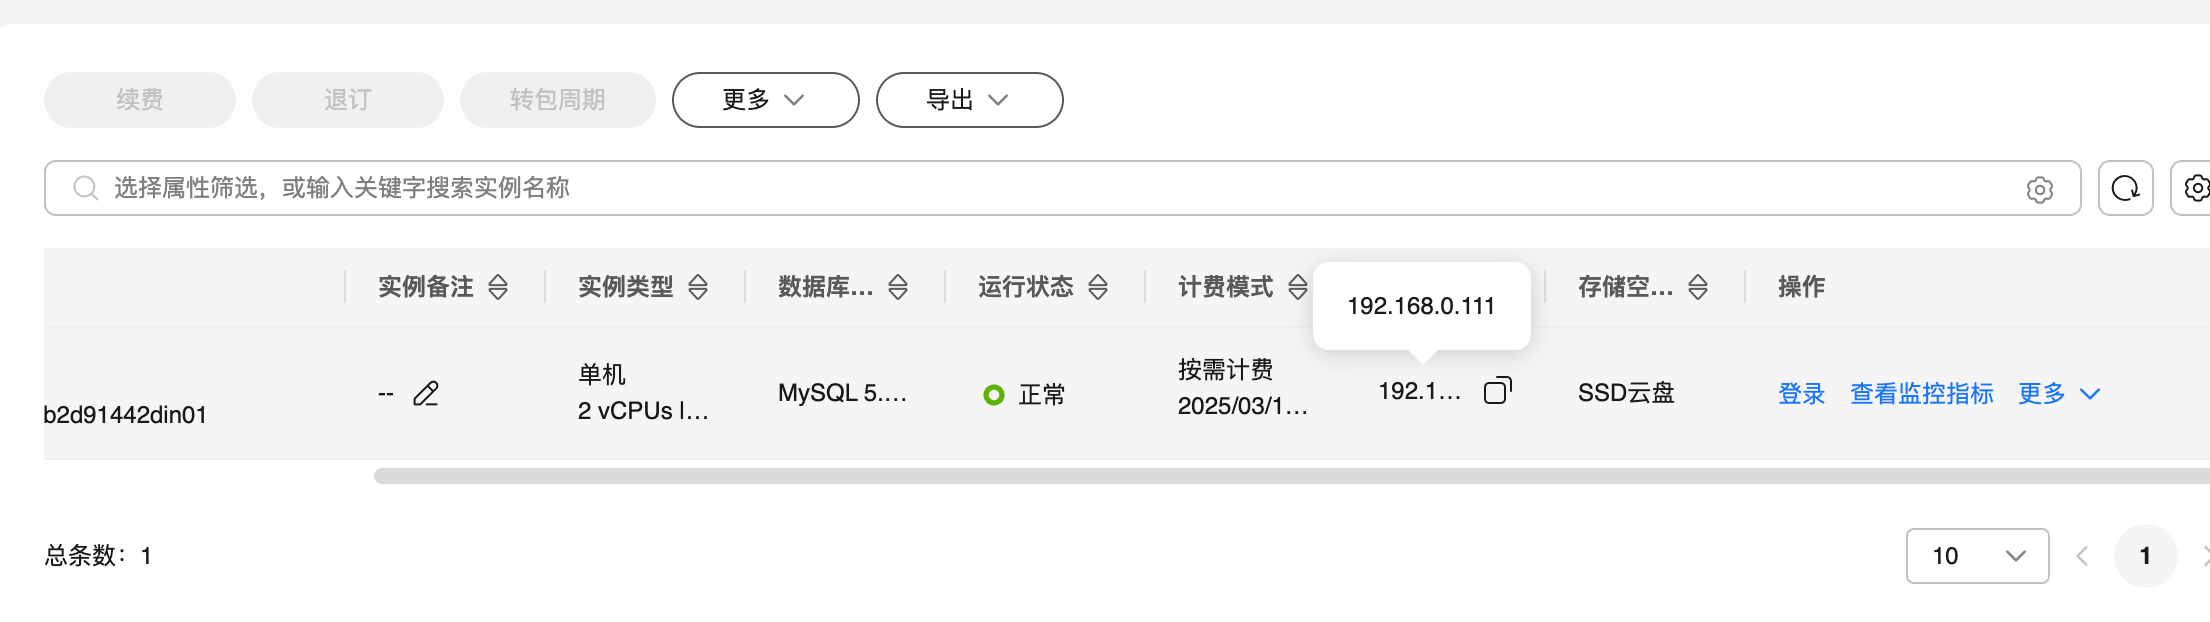 续费 退订 转包周期 更多 导出
选择属性筛选，或输入关键字搜索实例名称
实例备注 实例类型 数据库... 运行状态 计费模式 存储空... 操作
192.168.0.111
b2d91442din01
--
单机
2 vCPUs |...
MySQL 5....
正常
按需计费
2025/03/1...
192.1...
SSD云盘
登录 查看监控指标 更多
总条数：1
10 1